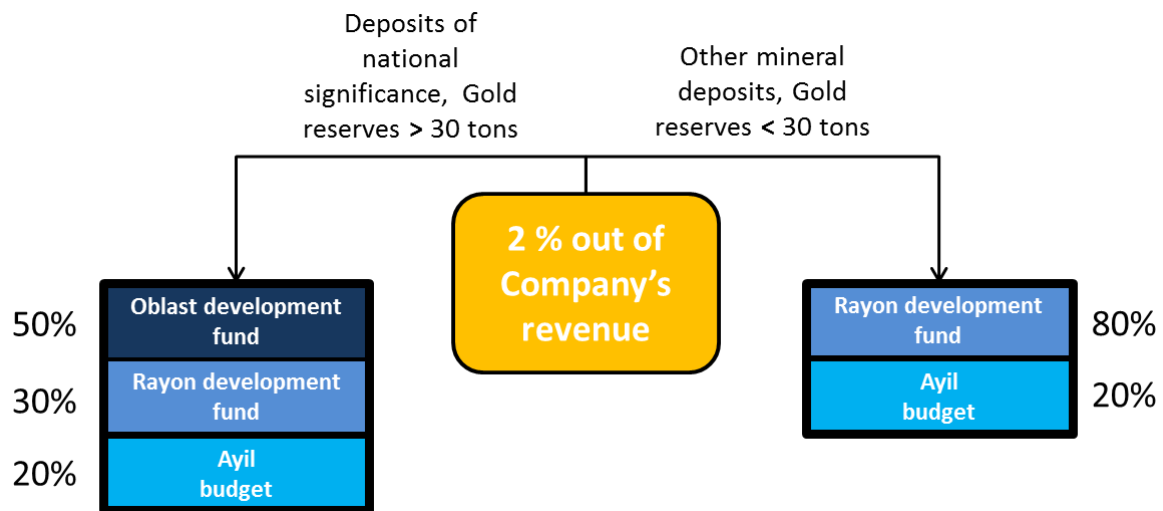 Deposits of
national
significance, Gold
reserves > 30 tons
Other mineral
deposits, Gold
reserves < 30 tons
2 % out of
Company’s
revenue
50%
Oblast development
fund
30%
Rayon development
fund
20%
Ayil
budget
Rayon development
fund
80%
Ayil
budget
20%